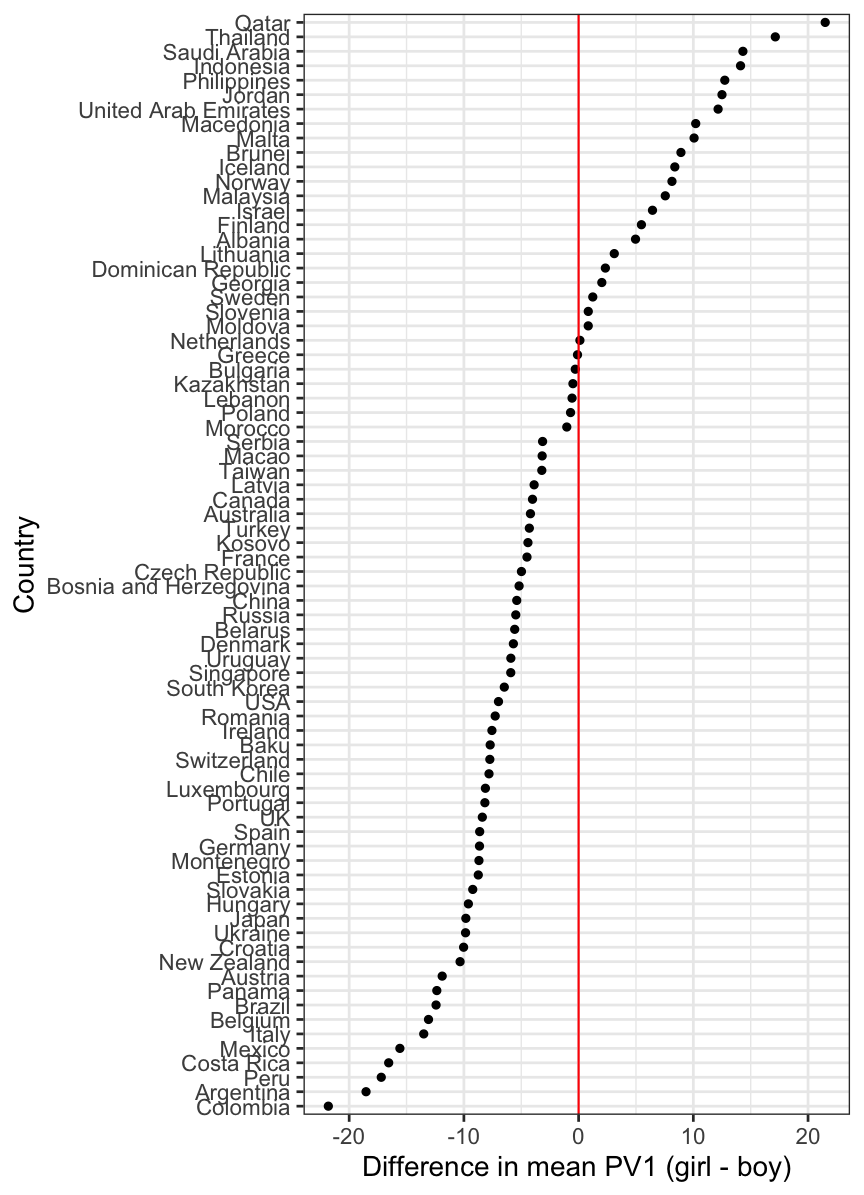 Qatar
Thailand
Saudi Arabia
Indonesia
Philippines
Jordan
United Arab Emirates
Macedonia
Malta
Brunei
Iceland
Norway
Malaysia
Israel
Finland
Albania
Lithuania
Dominican Republic
Georgia
Sweden
Slovenia
Moldova
Netherlands
Greece
Bulgaria
Kazakhstan
Lebanon
Poland
Morocco
Serbia
Macao
Taiwan
Latvia
Canada
Australia
Turkey
Kosovo
France
Czech Republic
Bosnia and Herzegovina
China
Russia
Belarus
Denmark
Uruguay
Singapore
South Korea
USA
Romania
Ireland
Baku
Switzerland
Chile
Luxembourg
Portugal
UK
Spain
Germany
Montenegro
Estonia
Slovakia
Hungary
Japan
Ukraine
Croatia
New Zealand
Austria
Panama
Brazil
Belgium
Italy
Mexico
Costa Rica
Peru
Argentina
Colombia
Country
-20 -10 0 10 20
Difference in mean PV1 (girl - boy)